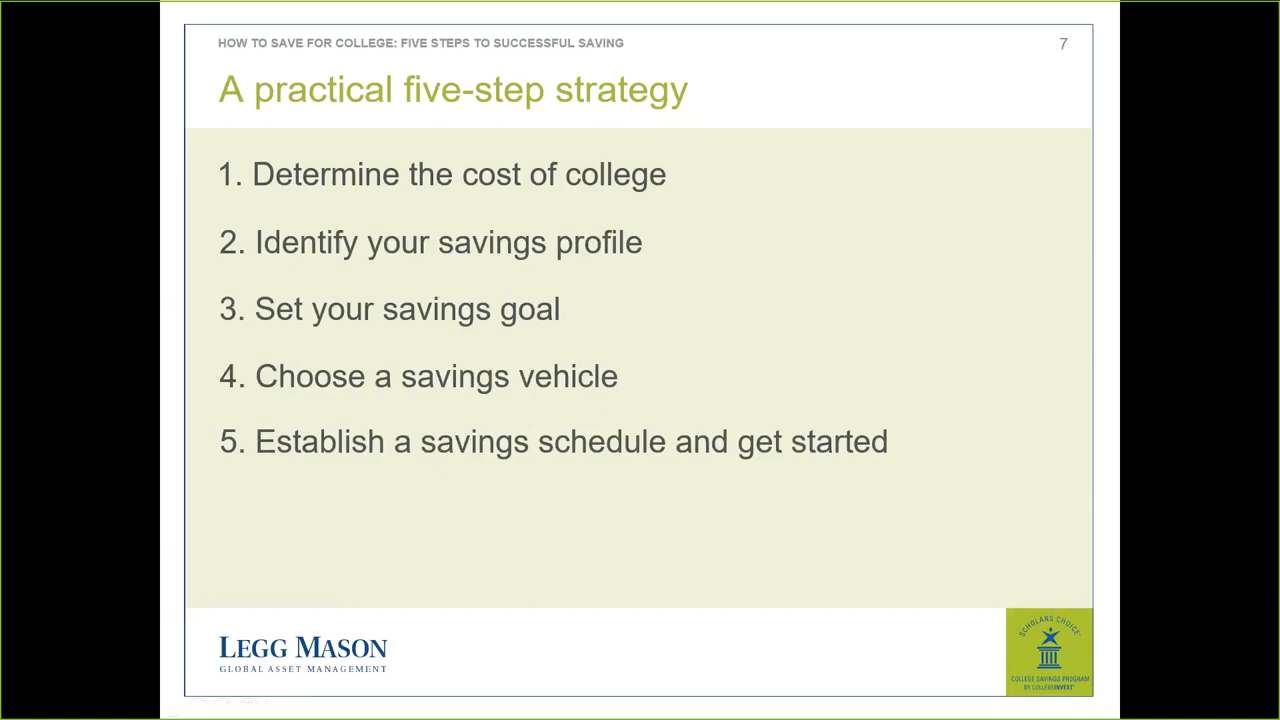 HOW TO SAVE FOR COLLEGE: FIVE STEPS TO SUCCESSFUL SAVING
7
A practical five-step strategy
1. Determine the cost of college
2. Identify your savings profile
3. Set your savings goal
4. Choose a savings vehicle
5. Establish a savings schedule and get started
LEGG MASON
GLOBAL ASSET MANAGEMENT
SCHOLARS CHOICE
COLLEGE SAVINGS PROGRAM
BY COLLEGEINVEST